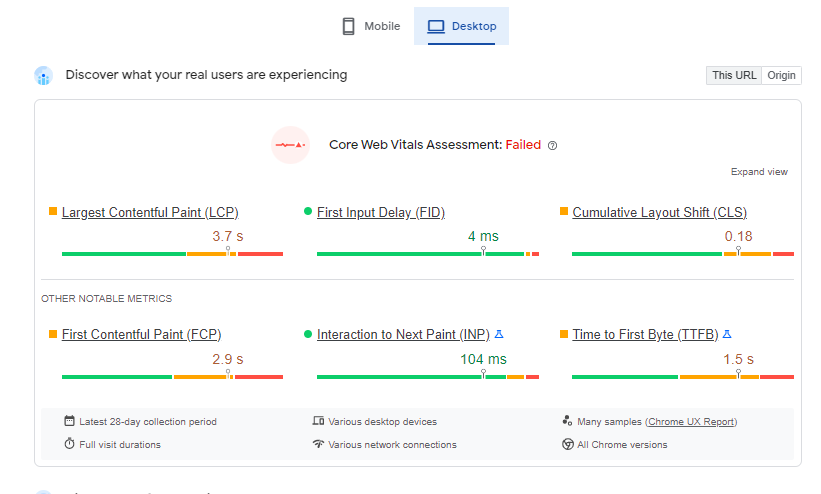 Mobile
Desktop
Discover what your real users are experiencing
This URL
Origin
Core Web Vitals Assessment: Failed
Expand view
Largest Contentful Paint (LCP)
3.7 s
First Input Delay (FID)
4 ms
Cumulative Layout Shift (CLS)
0.18
OTHER NOTABLE METRICS
First Contentful Paint (FCP)
2.9 s
Interaction to Next Paint (INP)
104 ms
Time to First Byte (TTFB)
1.5 s
Latest 28-day collection period
Various desktop devices
Many samples (Chrome UX Report)
Full visit durations
Various network connections
All Chrome versions